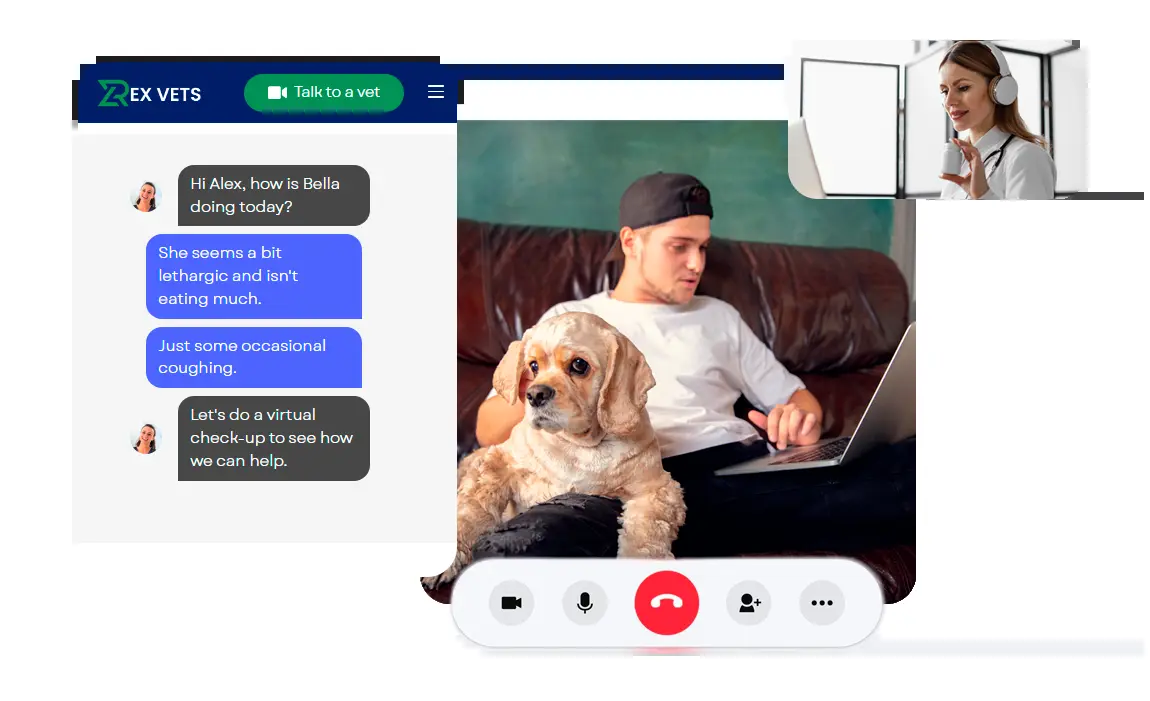 REX VETS
Talk to a vet
Hi Alex, how is Bella
doing today?
She seems a bit
lethargic and isn't
eating much.
Just some occasional
coughing.
Let's do a virtual
check-up to see how
we can help.